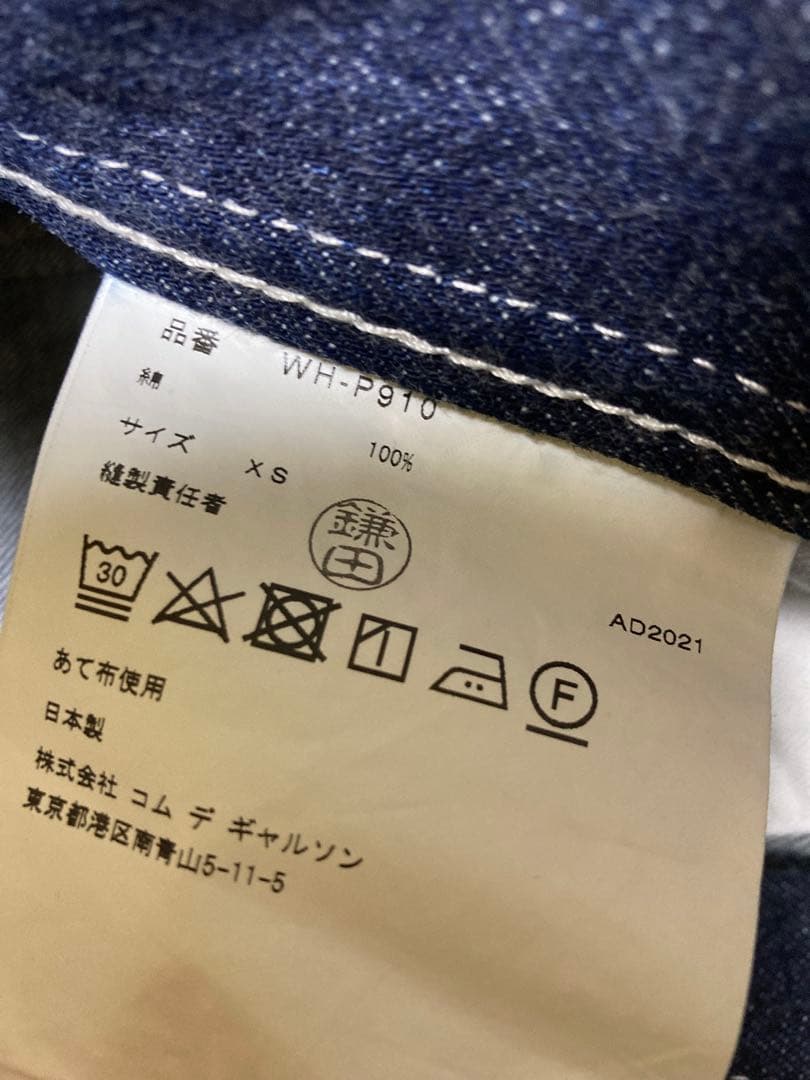 品番 WH-P910
綿 100%
サイズ XS
縫製責任者 鎌田
AD2021
30
F
あて布使用
日本製
株式会社 コム デ ギャルソン
東京都港区南青山5-11-5